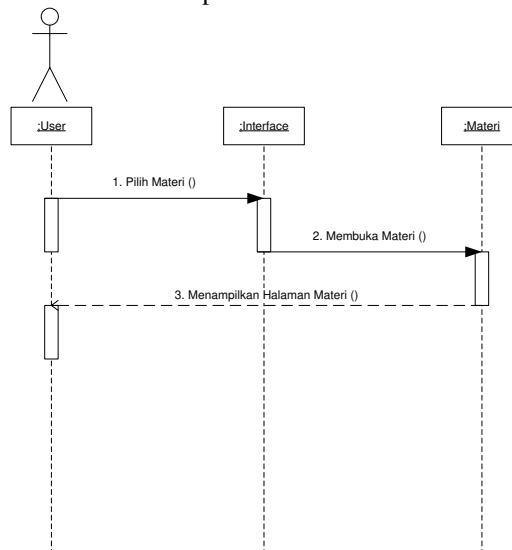 :User
:Interface
:Materi
1. Pilih Materi ()
2. Membuka Materi ()
3. Menampilkan Halaman Materi ()